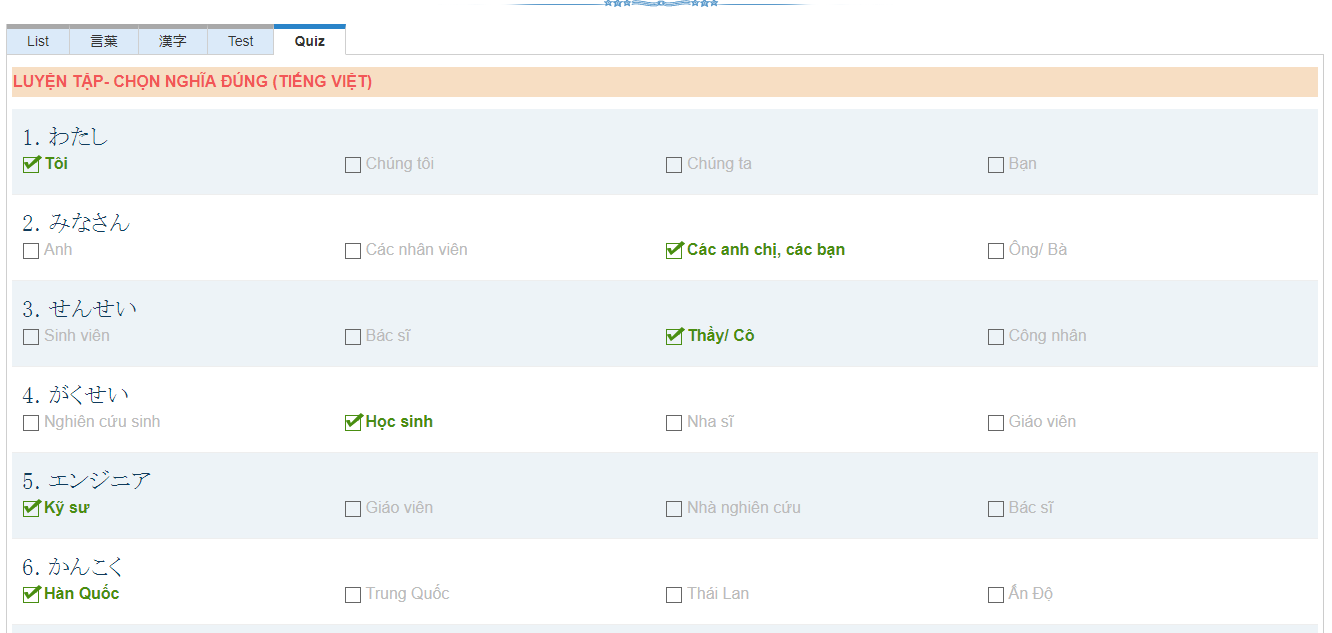 List 言葉 漢字 Test Quiz
LUYỆN TẬP- CHỌN NGHĨA ĐÚNG (TIẾNG VIỆT)
1. わたし
Tôi Chúng tôi Chúng ta Bạn
2. みなさん
Anh Các nhân viên Các anh chị, các bạn Ông/ Bà
3. せんせい
Sinh viên Bác sĩ Thầy/ Cô Công nhân
4. がくせい
Nghiên cứu sinh Học sinh Nha sĩ Giáo viên
5. エンジニア
Kỹ sư Giáo viên Nhà nghiên cứu Bác sĩ
6. かんこく
Hàn Quốc Trung Quốc Thái Lan Ấn Độ